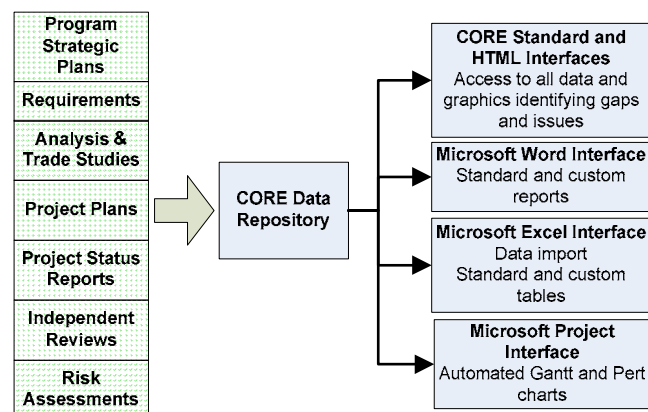 Program
Strategic
Plans
Requirements
Analysis &
Trade Studies
Project Plans
Project Status
Reports
Independent
Reviews
Risk
Assessments
CORE Data
Repository
CORE Standard and
HTML Interfaces
Access to all data and
graphics identifying gaps
and issues
Microsoft Word Interface
Standard and custom
reports
Microsoft Excel Interface
Data import
Standard and custom
tables
Microsoft Project
Interface
Automated Gantt and Pert
charts